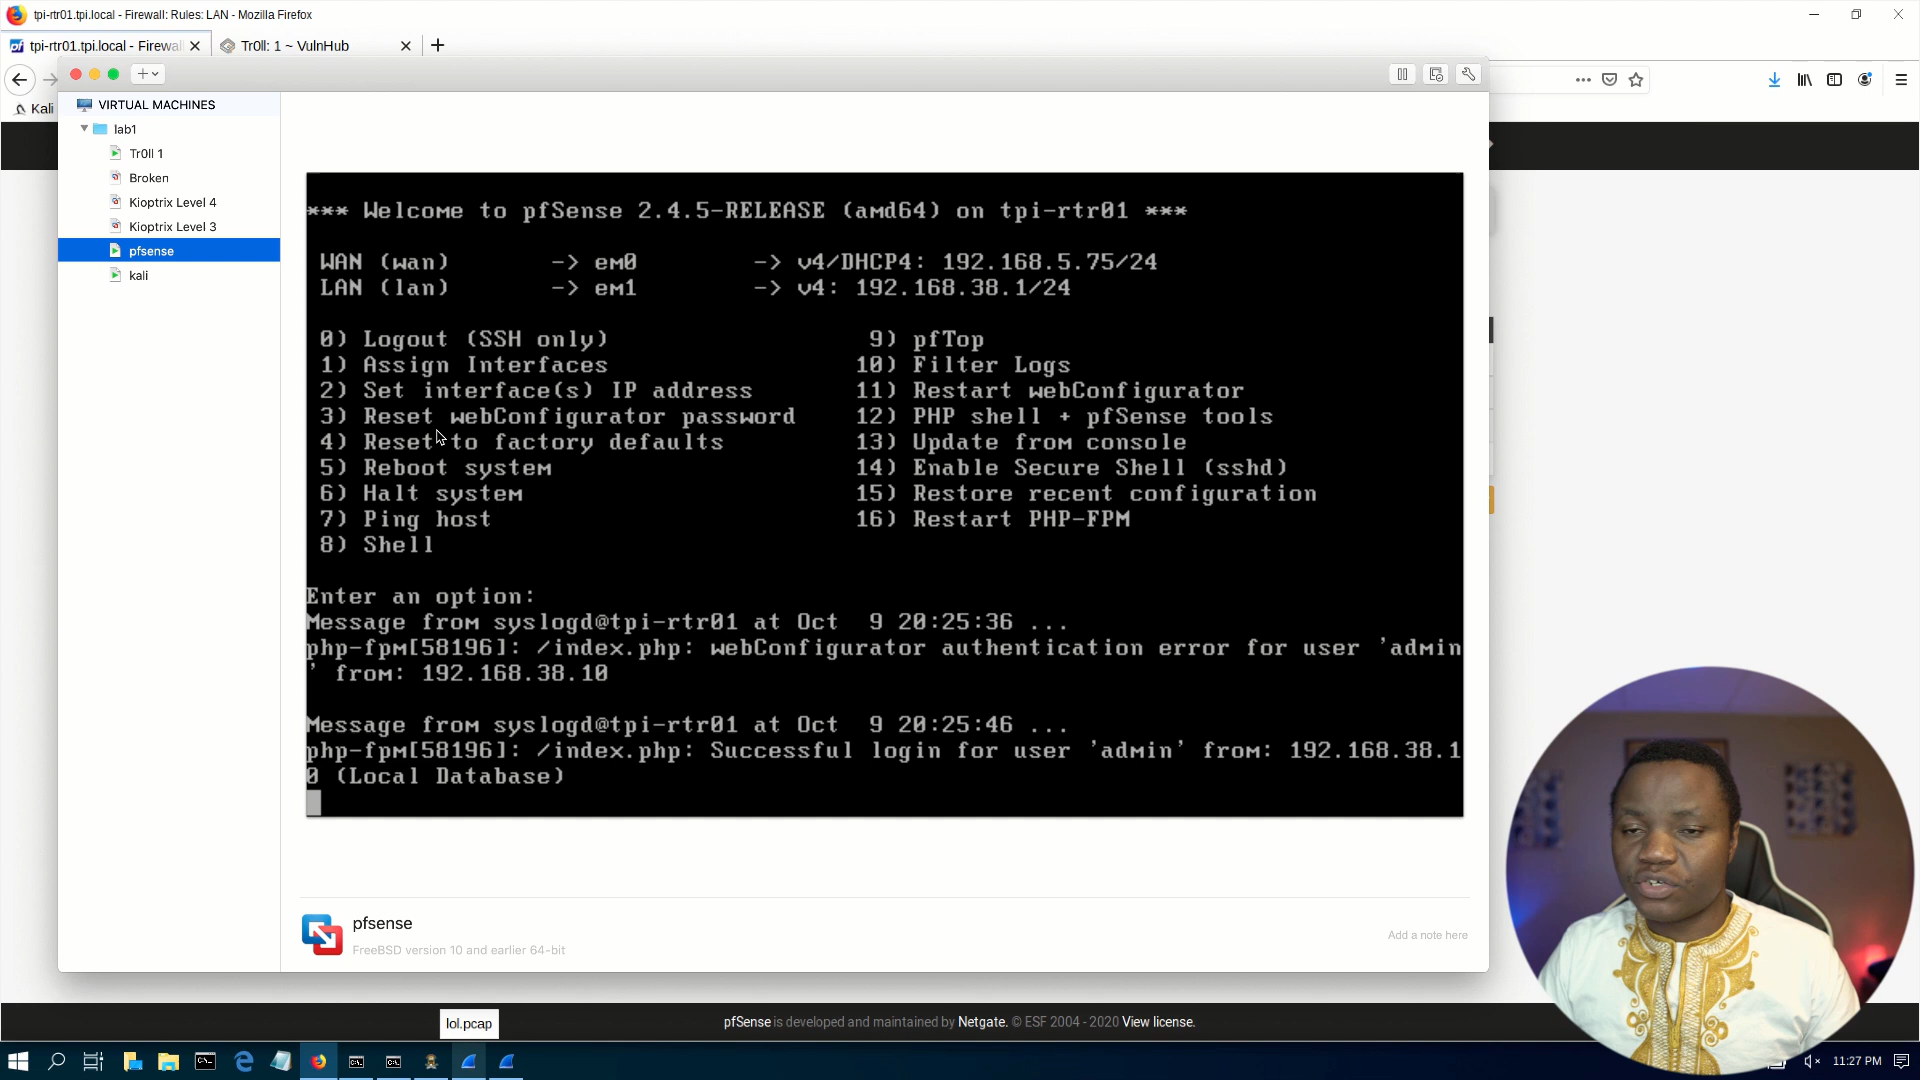 tpi-rtr01.tpi.local - Firewall: Rules: LAN - Mozilla Firefox
tpi-rtr01.tpi.local - Firewal
Tr0ll: 1 ~ VulnHub
Kali
VIRTUAL MACHINES
lab1
Tr0ll 1
Broken
Kioptrix Level 4
Kioptrix Level 3
pfsense
kali
*** Welcome to pfSense 2.4.5-RELEASE (amd64) on tpi-rtr01 ***
WAN (wan) -> em0 -> v4/DHCP4: 192.168.5.75/24
LAN (lan) -> em1 -> v4: 192.168.38.1/24
0) Logout (SSH only) 9) pfTop
1) Assign Interfaces 10) Filter Logs
2) Set interface(s) IP address 11) Restart webConfigurator
3) Reset webConfigurator password 12) PHP shell + pfSense tools
4) Reset to factory defaults 13) Update from console
5) Reboot system 14) Enable Secure Shell (sshd)
6) Halt system 15) Restore recent configuration
7) Ping host 16) Restart PHP-FPM
8) Shell
Enter an option:
Message from syslogd@tpi-rtr01 at Oct 9 20:25:36 ...
php-fpm[58196]: /index.php: webConfigurator authentication error for user 'admin
' from: 192.168.38.10
Message from syslogd@tpi-rtr01 at Oct 9 20:25:46 ...
php-fpm[58196]: /index.php: Successful login for user 'admin' from: 192.168.38.1
0 (Local Database)
pfsense
FreeBSD version 10 and earlier 64-bit
Add a note here
lol.pcap
pfSense is developed and maintained by Netgate. © ESF 2004 - 2020 View license.
11:27 PM